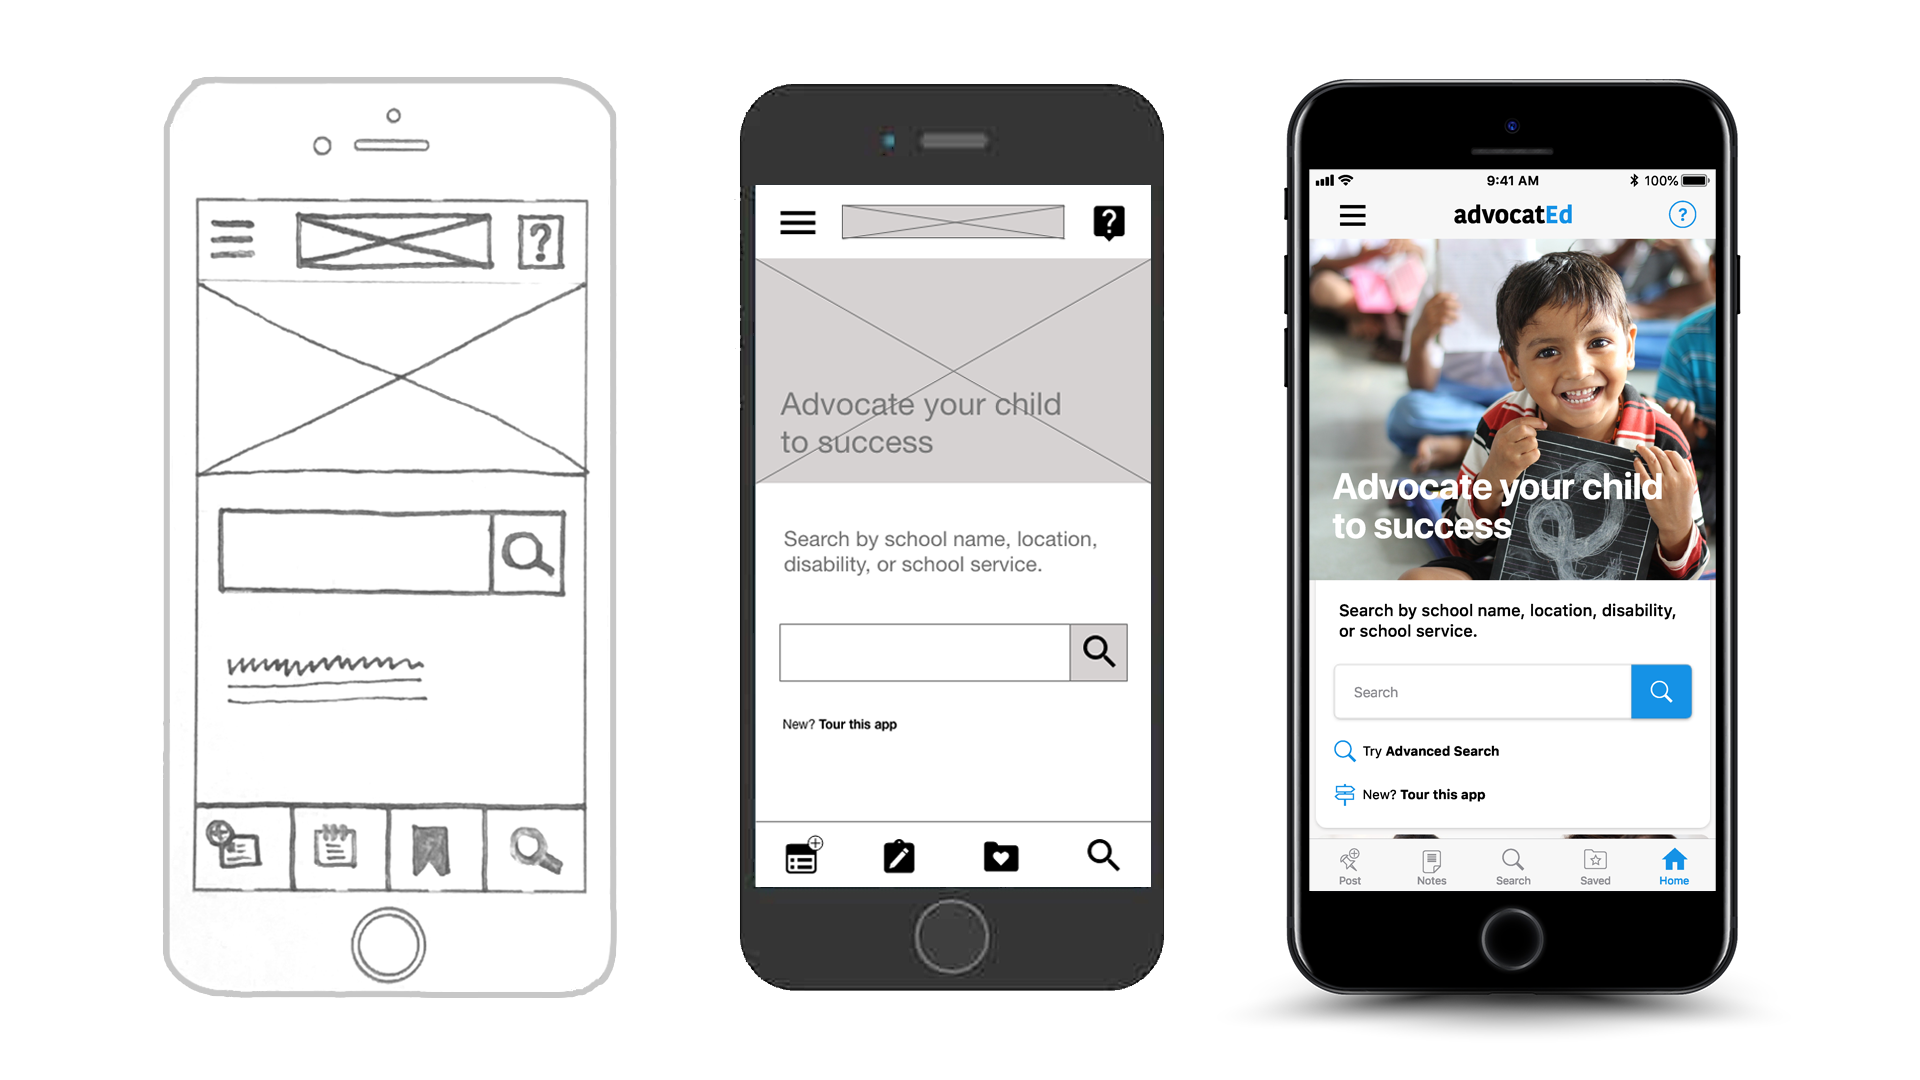 ?
?
Advocate your child
to success
Search by school name, location,
disability, or school service.
New? Tour this app
9:41 AM
100%
advocatEd
?
Advocate your child
to success
Search by school name, location, disability,
or school service.
Search
Try Advanced Search
New? Tour this app
Post Notes Search Saved Home